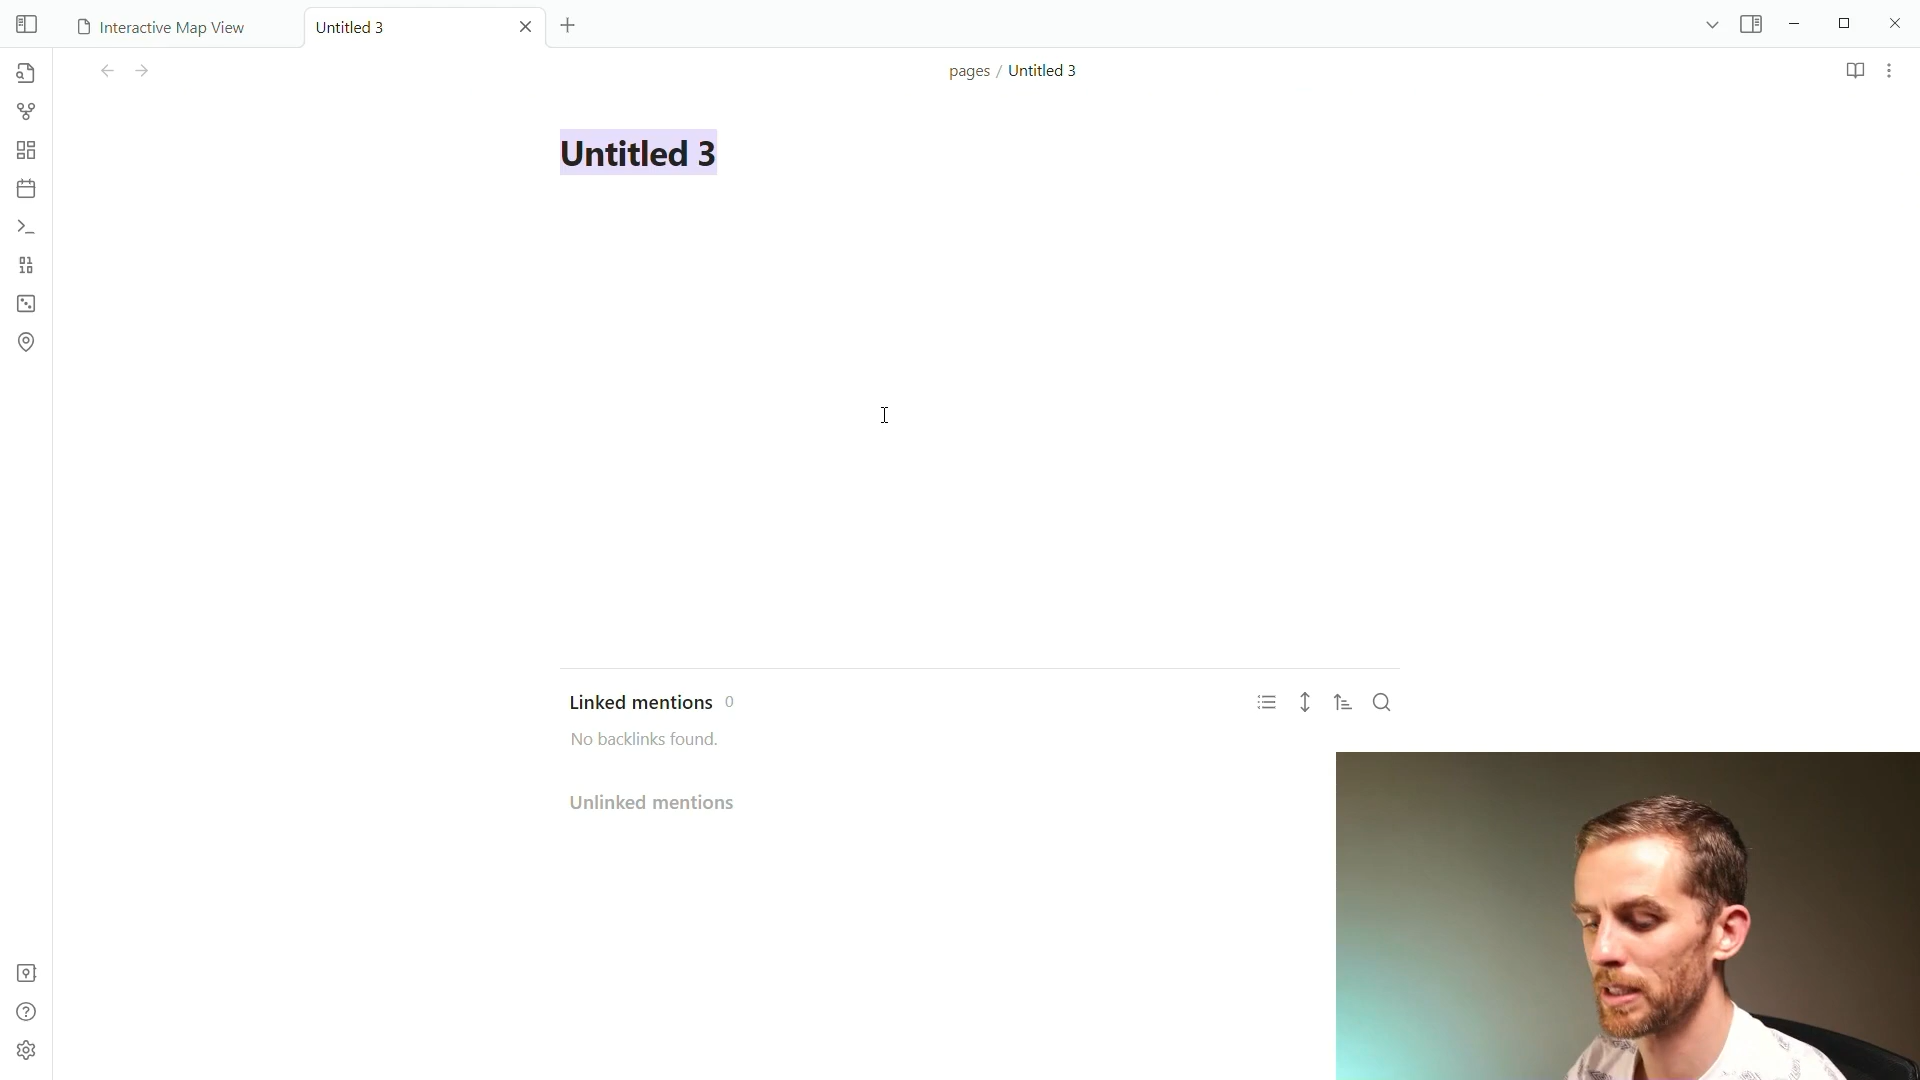 Interactive Map View
Untitled 3
pages / Untitled 3
Untitled 3
Linked mentions 0
No backlinks found.
Unlinked mentions